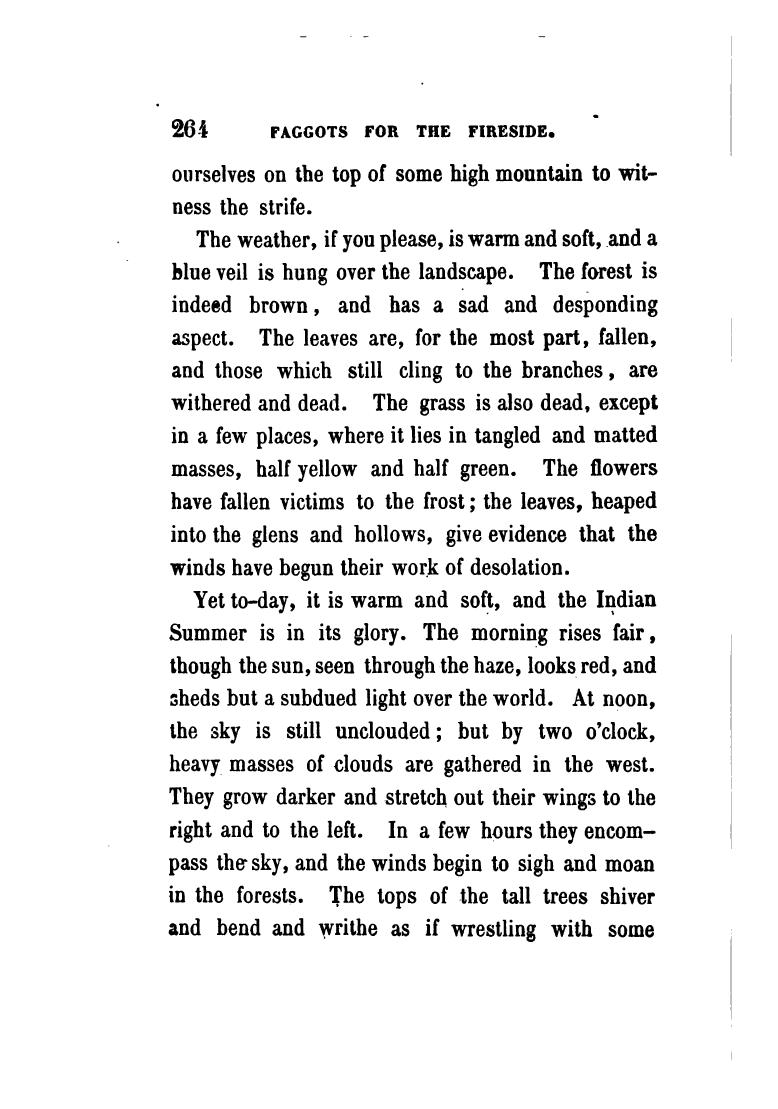 264 FAGGOTS FOR THE FIRESIDE.
ourselves on the top of some high mountain to wit-
ness the strife.
The weather, if you please, is warm and soft, and a
blue veil is hung over the landscape. The forest is
indeed brown, and has a sad and desponding
aspect. The leaves are, for the most part, fallen,
and those which still cling to the branches, are
withered and dead. The grass is also dead, except
in a few places, where it lies in tangled and matted
masses, half yellow and half green. The flowers
have fallen victims to the frost; the leaves, heaped
into the glens and hollows, give evidence that the
winds have begun their work of desolation.
Yet to-day, it is warm and soft, and the Indian
Summer is in its glory. The morning rises fair,
though the sun, seen through the haze, looks red, and
sheds but a subdued light over the world. At noon,
the sky is still unclouded; but by two o'clock,
heavy masses of clouds are gathered in the west.
They grow darker and stretch out their wings to the
right and to the left. In a few hours they encom-
pass the sky, and the winds begin to sigh and moan
in the forests. The tops of the tall trees shiver
and bend and writhe as if wrestling with some